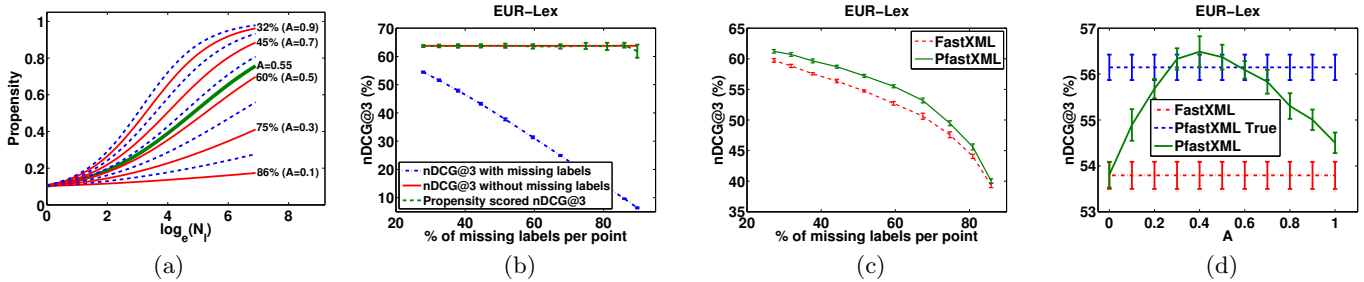 Propensity
1
0.8
0.6
0.4
0.2
0
0
2
4
6
8
log_e(N_l)
32% (A=0.9)
45% (A=0.7)
A=0.55
60% (A=0.5)
75% (A=0.3)
86% (A=0.1)
(a)
EUR−Lex
nDCG@3 (%)
70
60
50
40
30
20
10
0
20
40
60
80
% of missing labels per point
nDCG@3 with missing labels
nDCG@3 without missing labels
Propensity scored nDCG@3
(b)
EUR−Lex
nDCG@3 (%)
65
60
55
50
45
40
35
20
40
60
80
% of missing labels per point
FastXML
PfastXML
(c)
EUR−Lex
nDCG@3 (%)
57
56
55
54
53
0
0.2
0.4
0.6
0.8
1
A
FastXML
PfastXML True
PfastXML
(d)